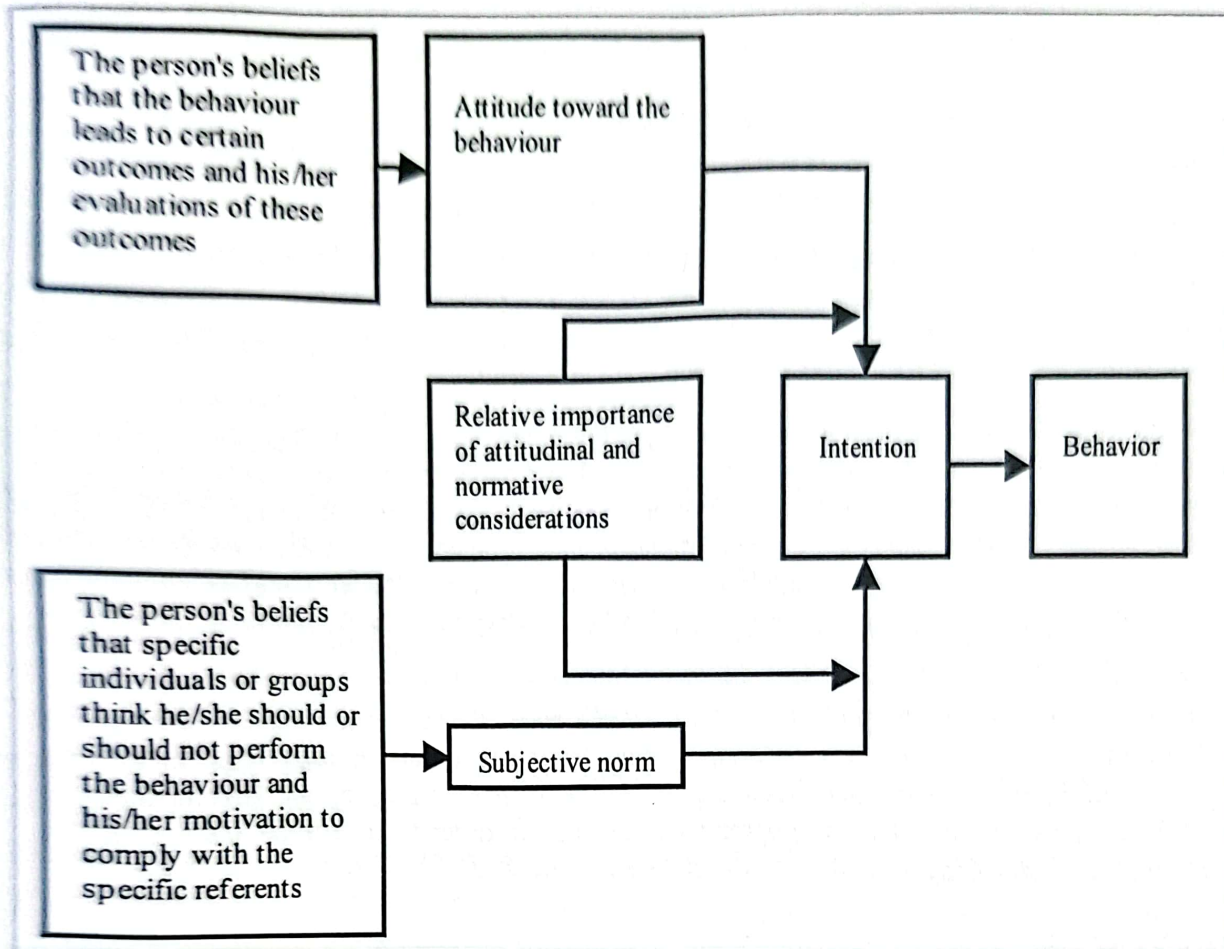 The person's beliefs
that the behaviour
leads to certain
outcomes and his/her
evaluations of these
outcomes
Attitude toward the
behaviour
Relative importance
of attitudinal and
normative
considerations
Intention
Behavior
The person's beliefs
that specific
individuals or groups
think he/she should or
should not perform
the behaviour and
his/her motivation to
comply with the
specific referents
Subjective norm